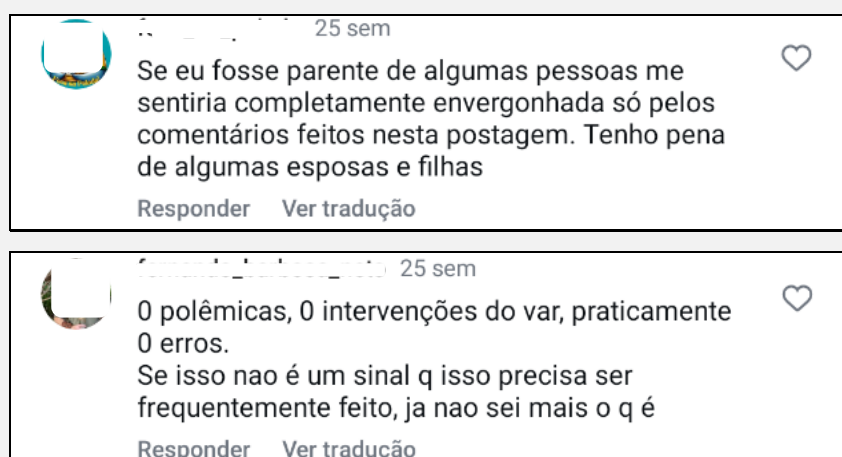 25 sem
Se eu fosse parente de algumas pessoas me
sentiria completamente envergonhada só pelos
comentários feitos nesta postagem. Tenho pena
de algumas esposas e filhas
Responder Ver tradução
25 sem
0 polêmicas, 0 intervenções do var, praticamente
0 erros.
Se isso nao é um sinal q isso precisa ser
frequentemente feito, ja nao sei mais o q é
Responder Ver tradução